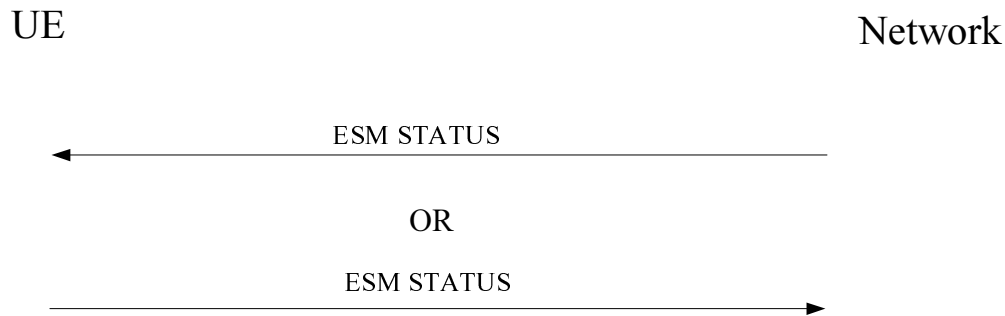 UE
Network
ESM STATUS
OR
ESM STATUS